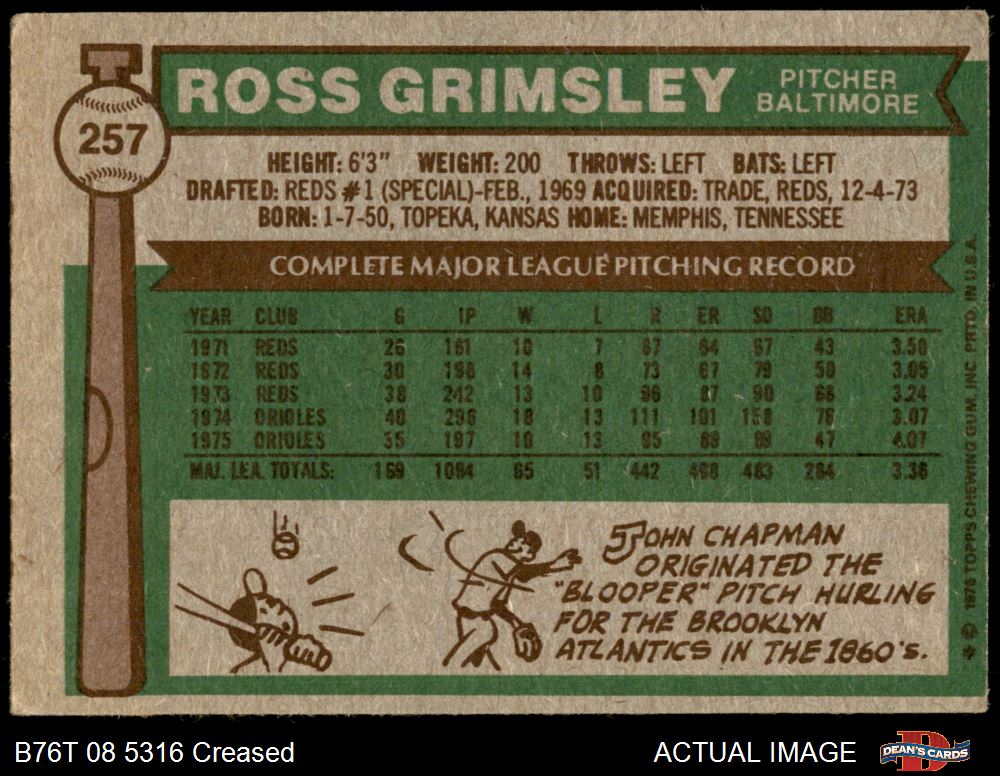 257
ROSS GRIMSLEY
PITCHER
BALTIMORE
HEIGHT: 6'3" WEIGHT: 200 THROWS: LEFT BATS: LEFT
DRAFTED: REDS #1 (SPECIAL)-FEB., 1969 ACQUIRED: TRADE, REDS, 12-4-73
BORN: 1-7-50, TOPEKA, KANSAS HOME: MEMPHIS, TENNESSEE
COMPLETE MAJOR LEAGUE PITCHING RECORD
YEAR CLUB G IP W L R ER SO BB ERA
1971 REDS 26 161 10 7 67 64 67 43 3.58
1972 REDS 30 198 14 8 73 67 79 50 3.05
1973 REDS 38 242 13 10 96 87 90 68 3.24
1974 ORIOLES 40 296 18 13 111 101 158 76 3.07
1975 ORIOLES 35 197 10 13 95 89 89 47 4.07
MAJ. LEA. TOTALS: 169 1094 65 51 442 408 483 284 3.36
JOHN CHAPMAN
ORIGINATED THE
"BLOOPER" PITCH HURLING
FOR THE BROOKLYN
ATLANTICS IN THE 1860'S.
* © 1976 TOPPS CHEWING GUM, INC. PRTD. IN U.S.A.
B76T 08 5316 Creased
ACTUAL IMAGE
DEAN'S CARDS